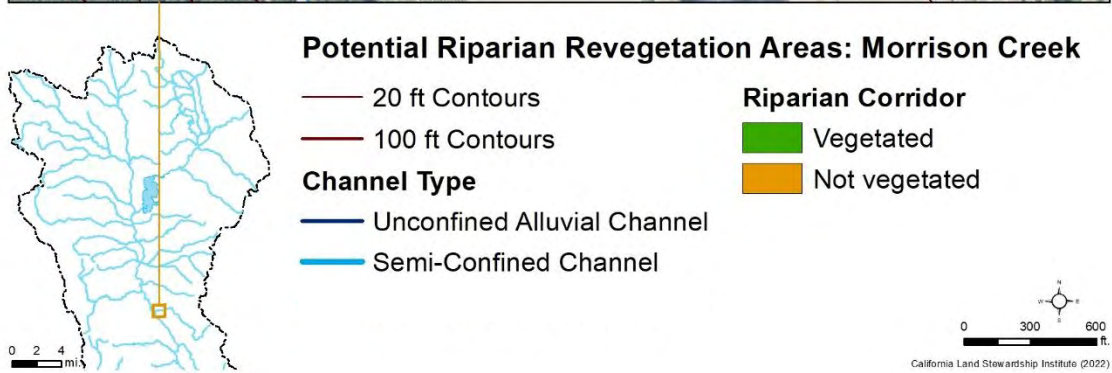 Potential Riparian Revegetation Areas: Morrison Creek
20 ft Contours
100 ft Contours
Channel Type
Unconfined Alluvial Channel
Semi-Confined Channel
Riparian Corridor
Vegetated
Not vegetated
0 2 4
mi.
N
W E
S
0 300 600
ft.
California Land Stewardship Institute (2022)